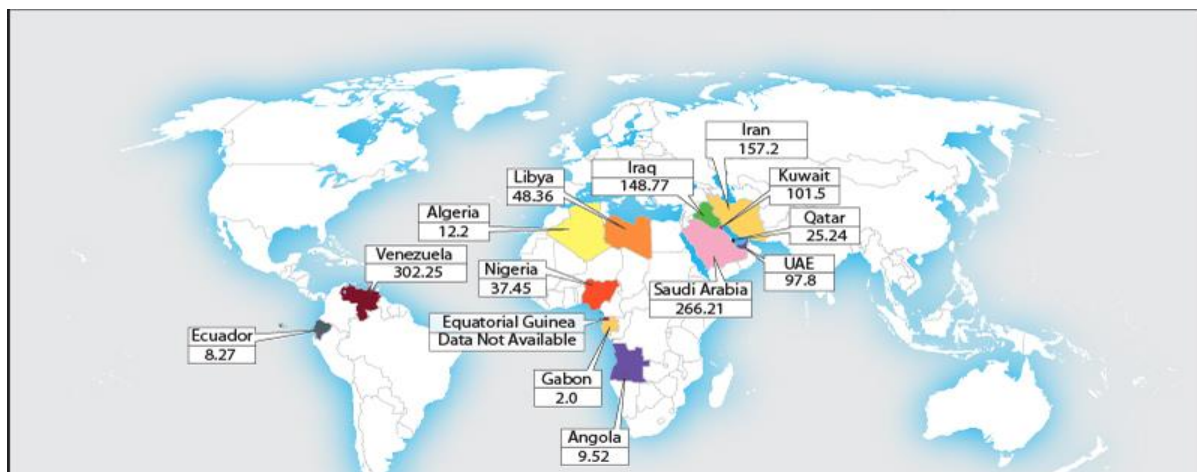 Iran
157.2
Iraq
148.77
Kuwait
101.5
Libya
48.36
Qatar
25.24
Algeria
12.2
UAE
97.8
Venezuela
302.25
Nigeria
37.45
Saudi Arabia
266.21
Equatorial Guinea
Data Not Available
Ecuador
8.27
Gabon
2.0
Angola
9.52